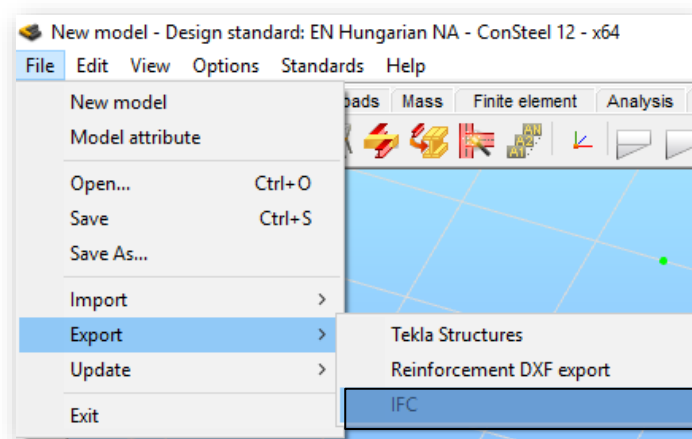 New model - Design standard: EN Hungarian NA - ConSteel 12 - x64
File Edit View Options Standards Help
Mass Finite element Analysis
New model
Model attribute
Open... Ctrl+O
Save Ctrl+S
Save As...
Import >
Export > Tekla Structures
Update > Reinforcement DXF export
IFC
Exit